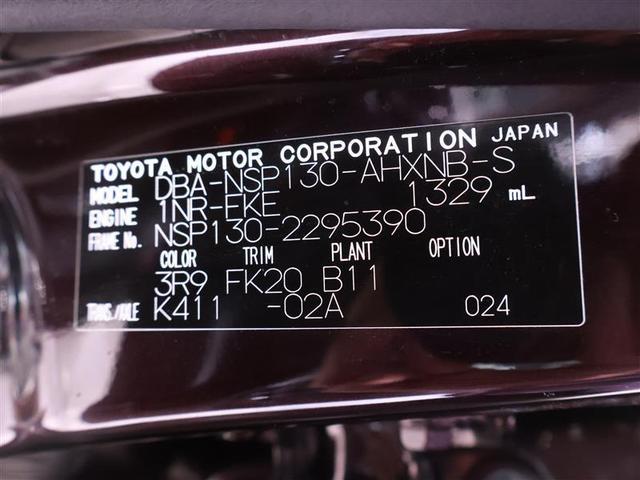 TOYOTA MOTOR CORPORATION JAPAN
MODEL DBA-NSP130-AHXNB-S
ENGINE 1NR-FKE 1329 mL
FRAME No. NSP130-2295390
COLOR TRIM PLANT OPTION
3R9 FK20 B11
TRANS./AXLE K411 -02A 024